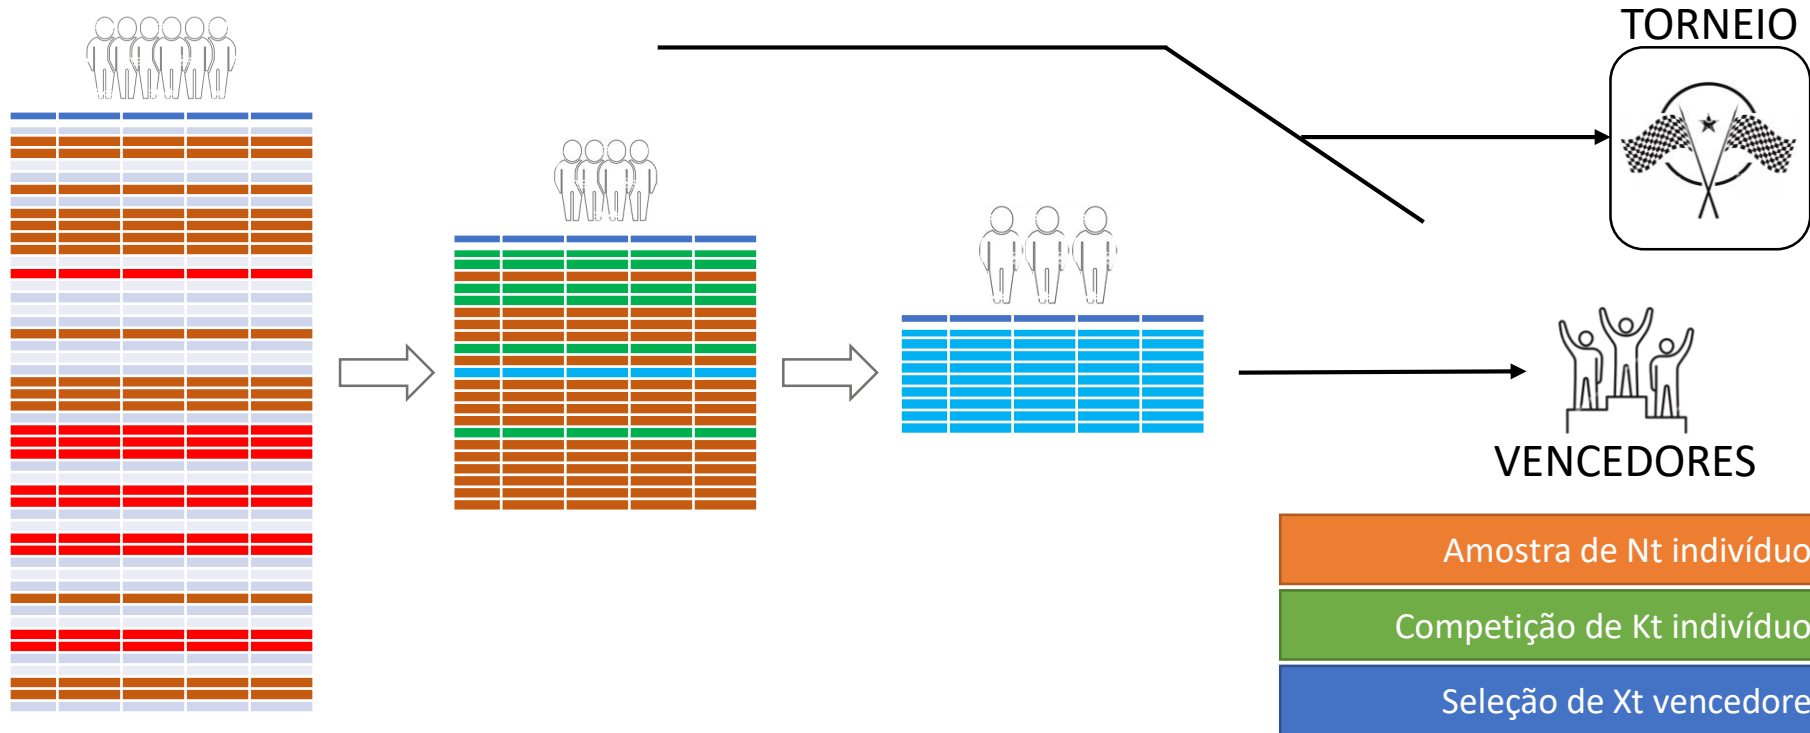 TORNEIO
VENCEDORES
Amostra de Nt indivíduo
Competição de Kt indivíduo
Seleção de Xt vencedore